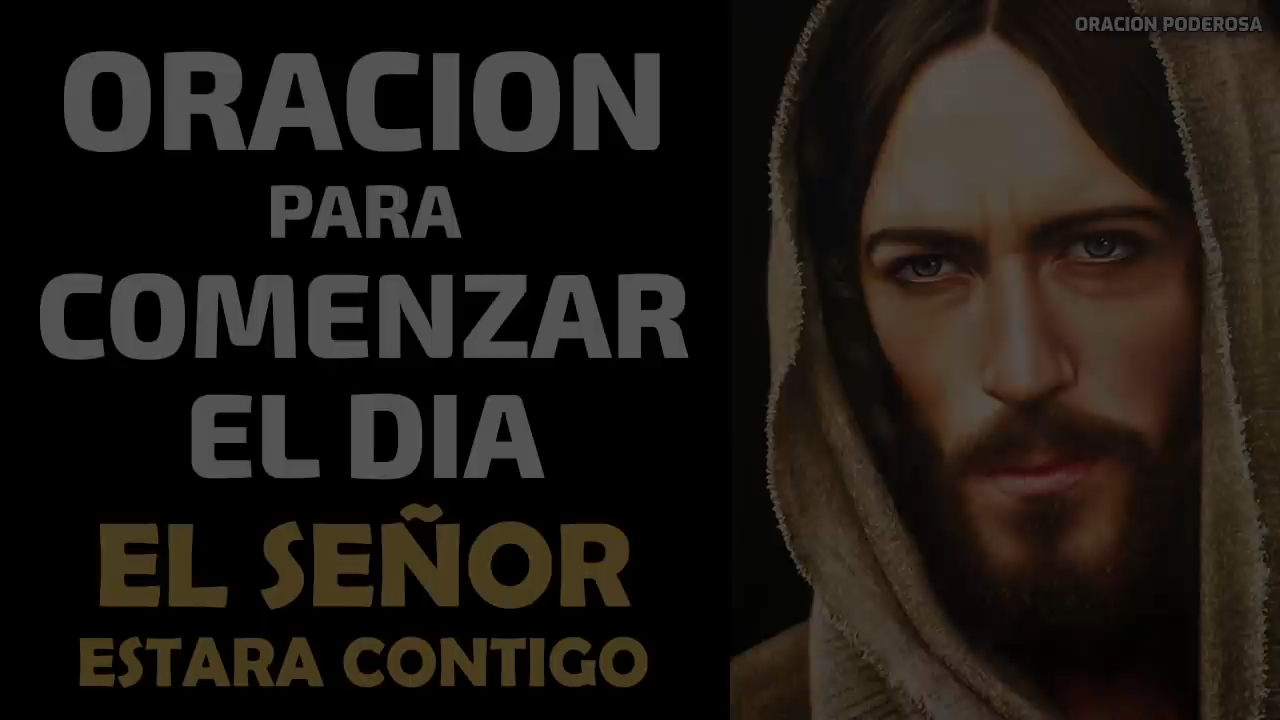 ORACION PODEROSA
ORACION
PARA
COMENZAR
EL DIA
EL SEÑOR
ESTARA CONTIGO